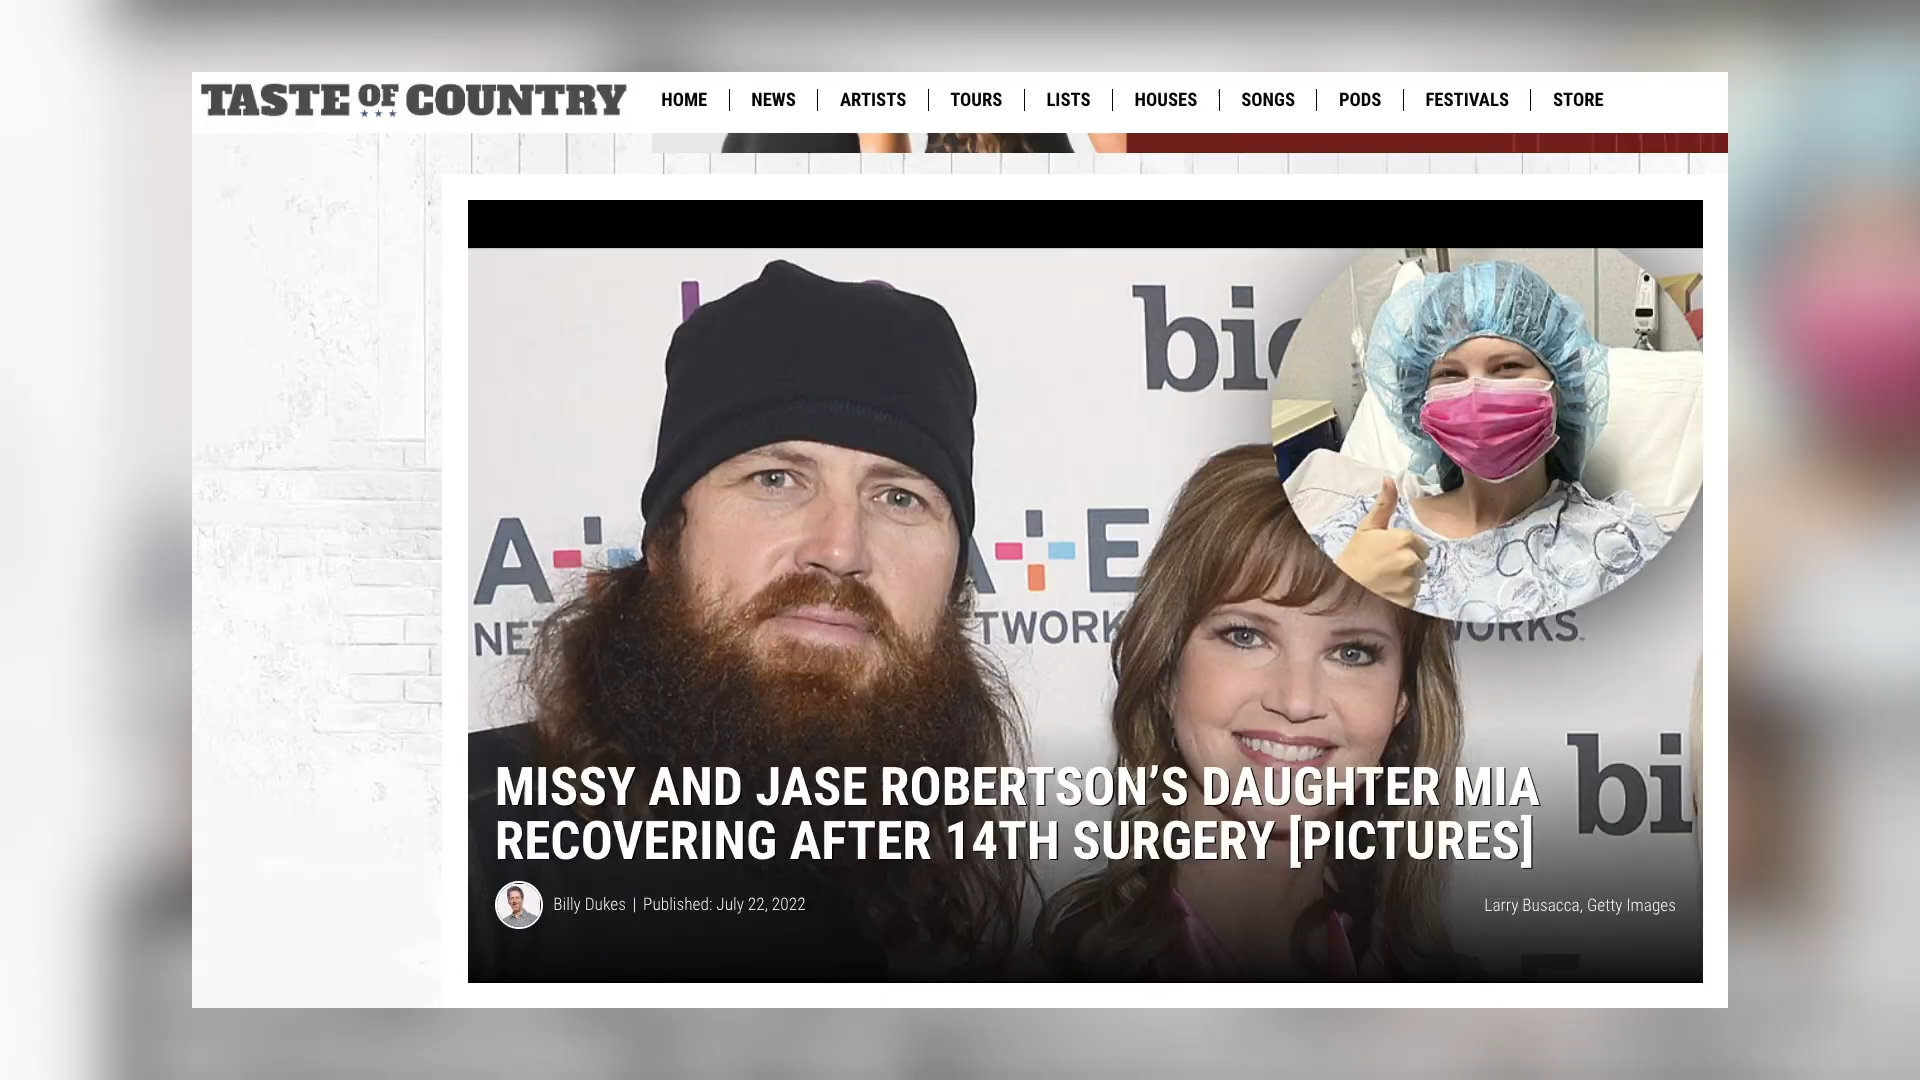 TASTE OF COUNTRY
HOME
NEWS
ARTISTS
TOURS
LISTS
HOUSES
SONGS
PODS
FESTIVALS
STORE
A+E
NETWORKS
MISSY AND JASE ROBERTSON’S DAUGHTER MIA
RECOVERING AFTER 14TH SURGERY [PICTURES]
Billy Dukes | Published: July 22, 2022
Larry Busacca, Getty Images